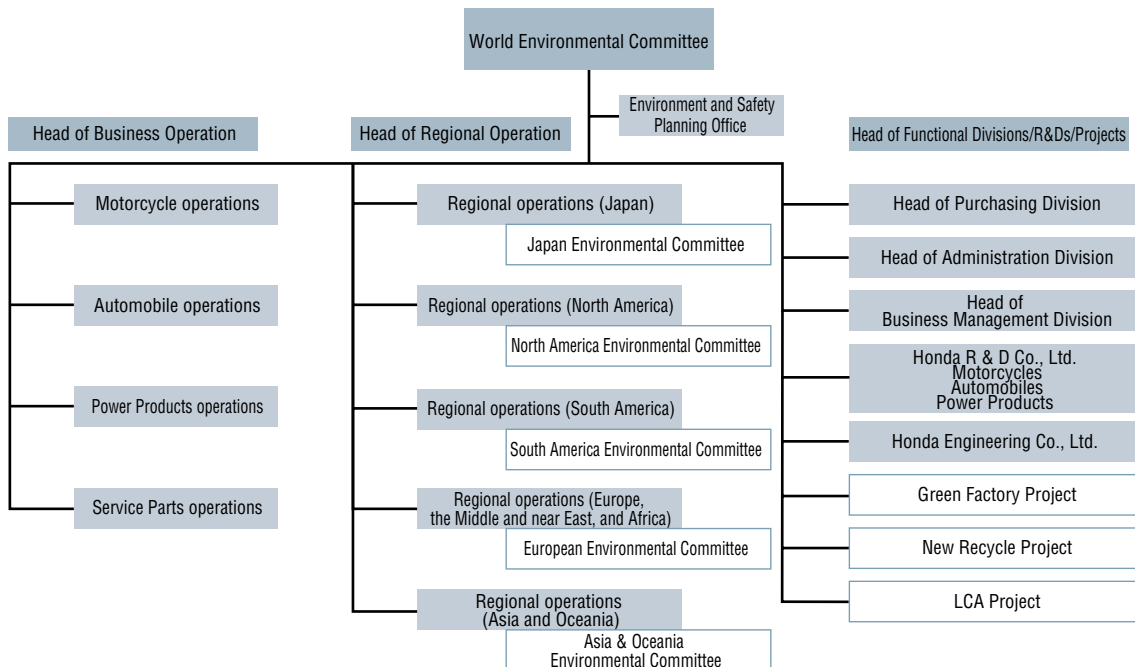 World Environmental Committee
Environment and Safety
Planning Office
Head of Business Operation
Motorcycle operations
Automobile operations
Power Products operations
Service Parts operations
Head of Regional Operation
Regional operations (Japan)
Japan Environmental Committee
Regional operations (North America)
North America Environmental Committee
Regional operations (South America)
South America Environmental Committee
Regional operations (Europe,
the Middle and near East, and Africa)
European Environmental Committee
Regional operations
(Asia and Oceania)
Asia & Oceania
Environmental Committee
Head of Functional Divisions/R&Ds/Projects
Head of Purchasing Division
Head of Administration Division
Head of
Business Management Division
Honda R & D Co., Ltd.
Motorcycles
Automobiles
Power Products
Honda Engineering Co., Ltd.
Green Factory Project
New Recycle Project
LCA Project